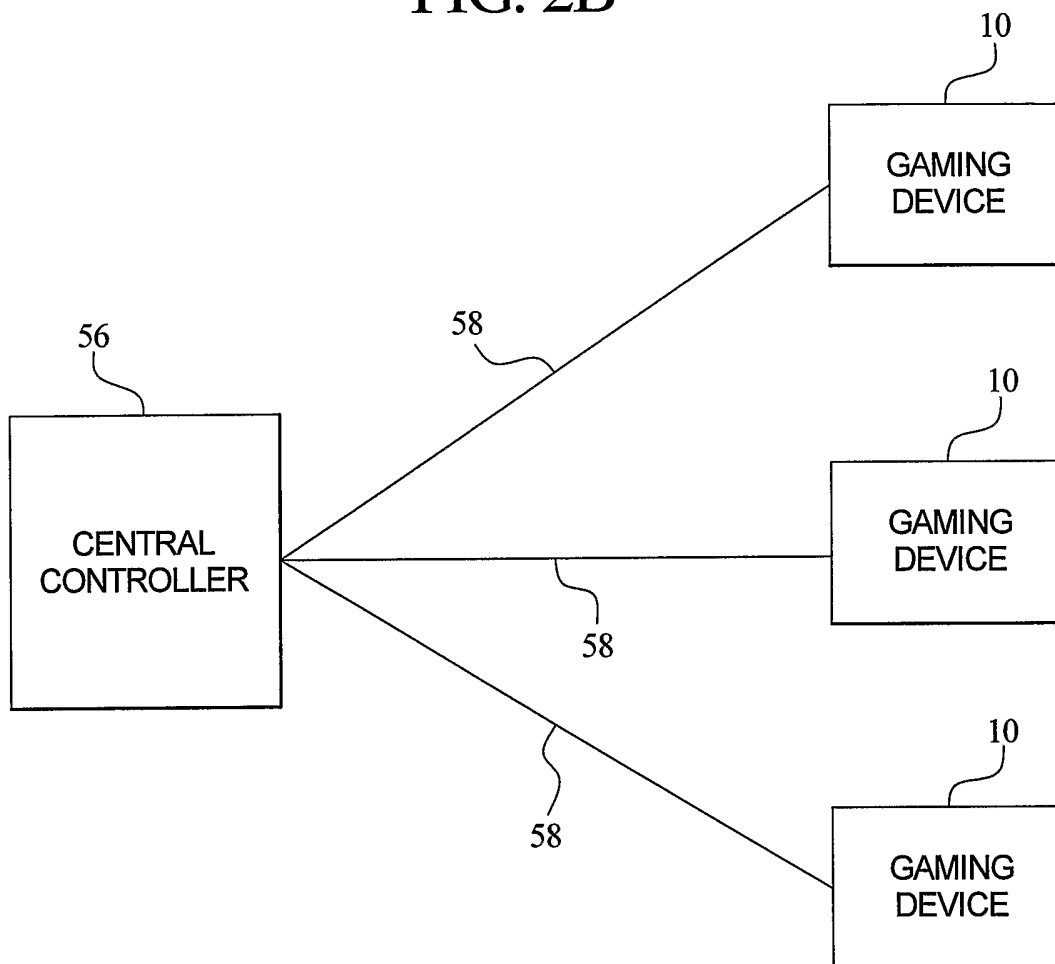 FIG. 2B
10
GAMING
DEVICE
58
56
10
CENTRAL
CONTROLLER
GAMING
DEVICE
58
10
58
GAMING
DEVICE